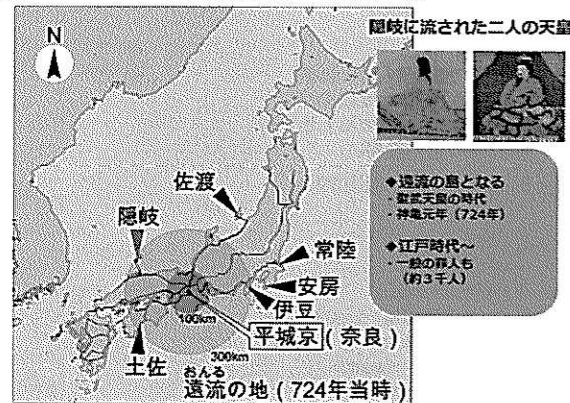 隠岐に流された二人の天皇
N
佐渡
隠岐
常陸
安房
伊豆
100km
平城京(奈良)
土佐
300km
おんる
遠流の地(724年当時)
◆遠流の島となる
・聖武天皇の時代
・神亀元年(724年)
◆江戸時代~
・一般の罪人も
(約3千人)